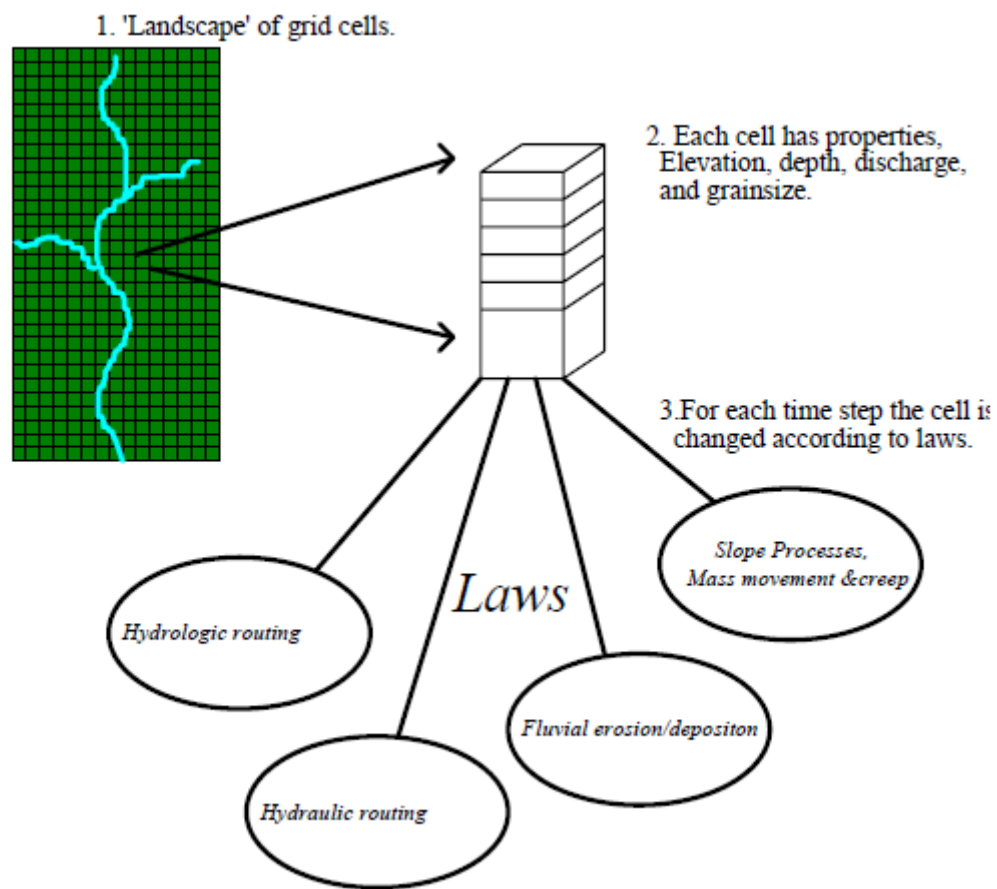 1. 'Landscape' of grid cells.
2. Each cell has properties,
Elevation, depth, discharge,
and grainsize.
3.For each time step the cell is
changed according to laws.
Slope Processes,
Mass movement &creep
Laws
Hydrologic routing
Fluvial erosion/depositon
Hydraulic routing